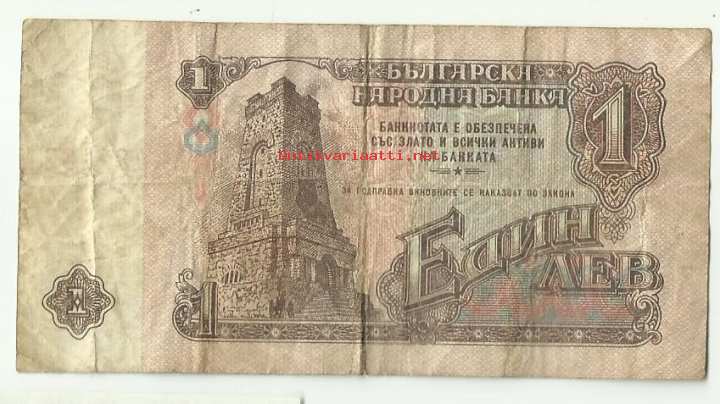 1
БЪЛГАРСКА
НАРОДНА БАНКА
1
БАНКНОТАТА Е ОБЕЗПЕЧЕНА
СЪС ЗЛАТО И ВСИЧКИ АКТИВИ
НА БАНКАТА
Antikvariaatti.net
ЗА ПОДПРАВКА ВИНОВНИТЕ СЕ НАКАЗВАТ ПО ЗАКОНА
ЕДИН
ЛЕВ
1